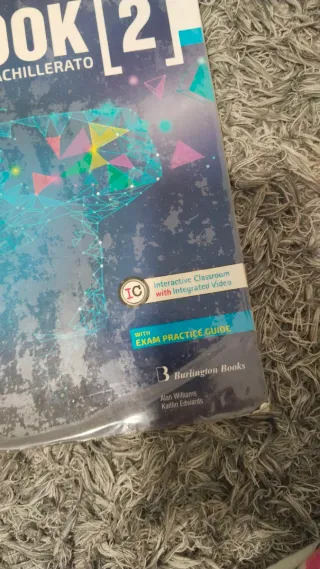 OOK [2]
ACHILLERATO
IC Interactive Classroom
with Integrated Video
WITH
EXAM PRACTICE GUIDE
B Burlington Books
Alan Williams
Kaitlin Edwards